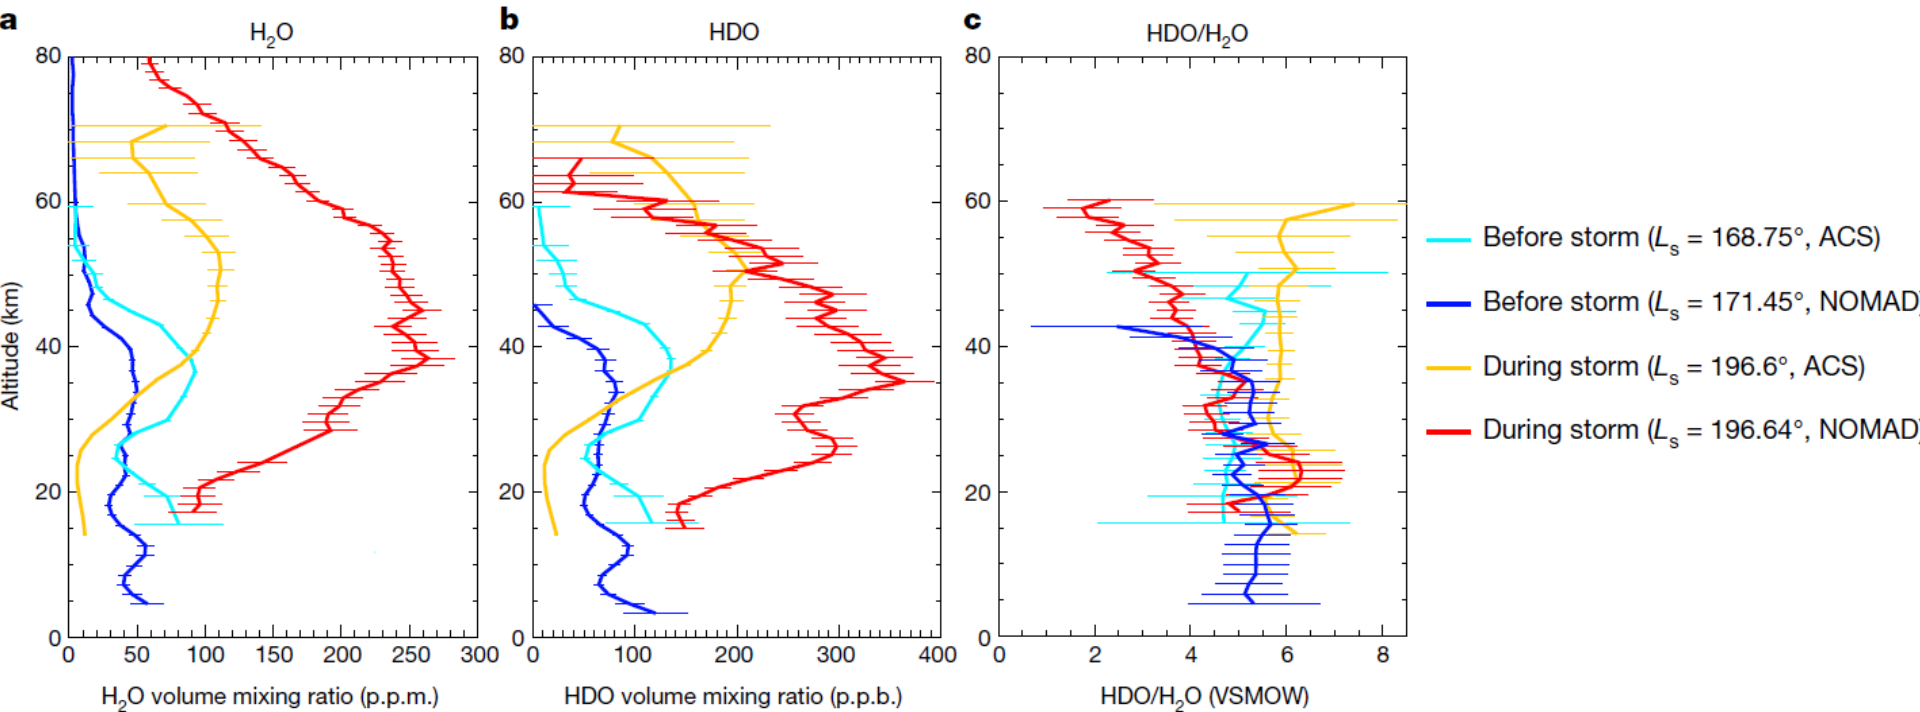 a
H₂O
80
60
40
20
0
0 50 100 150 200 250 300
Altitude (km)
H₂O volume mixing ratio (p.p.m.)
b
HDO
80
60
40
20
0
0 100 200 300 400
HDO volume mixing ratio (p.p.b.)
c
HDO/H₂O
80
60
40
20
0
0 2 4 6 8
HDO/H₂O (VSMOW)
Before storm (Lₛ = 168.75°, ACS)
Before storm (Lₛ = 171.45°, NOMAD)
During storm (Lₛ = 196.6°, ACS)
During storm (Lₛ = 196.64°, NOMAD)